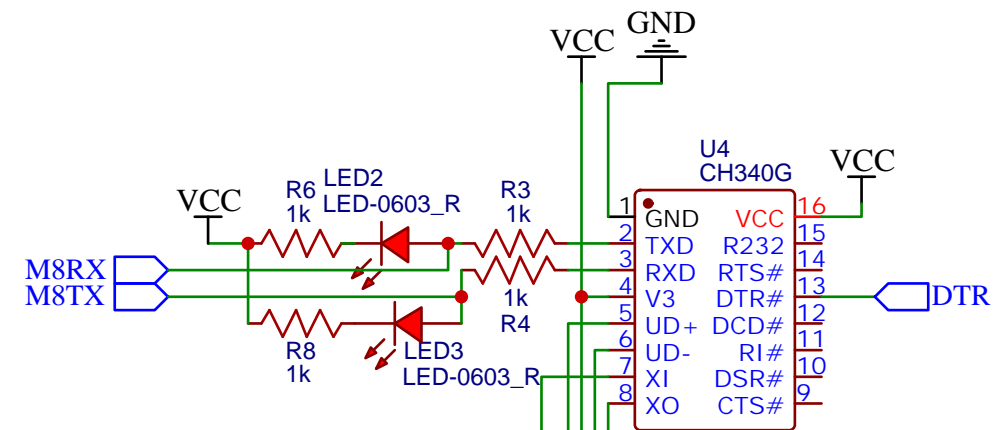 GND
VCC
U4
CH340G
VCC
VCC
R6
1k
LED2
LED-0603_R
R3
1k
M8RX
M8TX
1k
R4
R8
1k
LED3
LED-0603_R
1 GND VCC 16
2 TXD R232 15
3 RXD RTS# 14
4 V3 DTR# 13
5 UD+ DCD# 12
6 UD- RI# 11
7 XI DSR# 10
8 XO CTS# 9
DTR